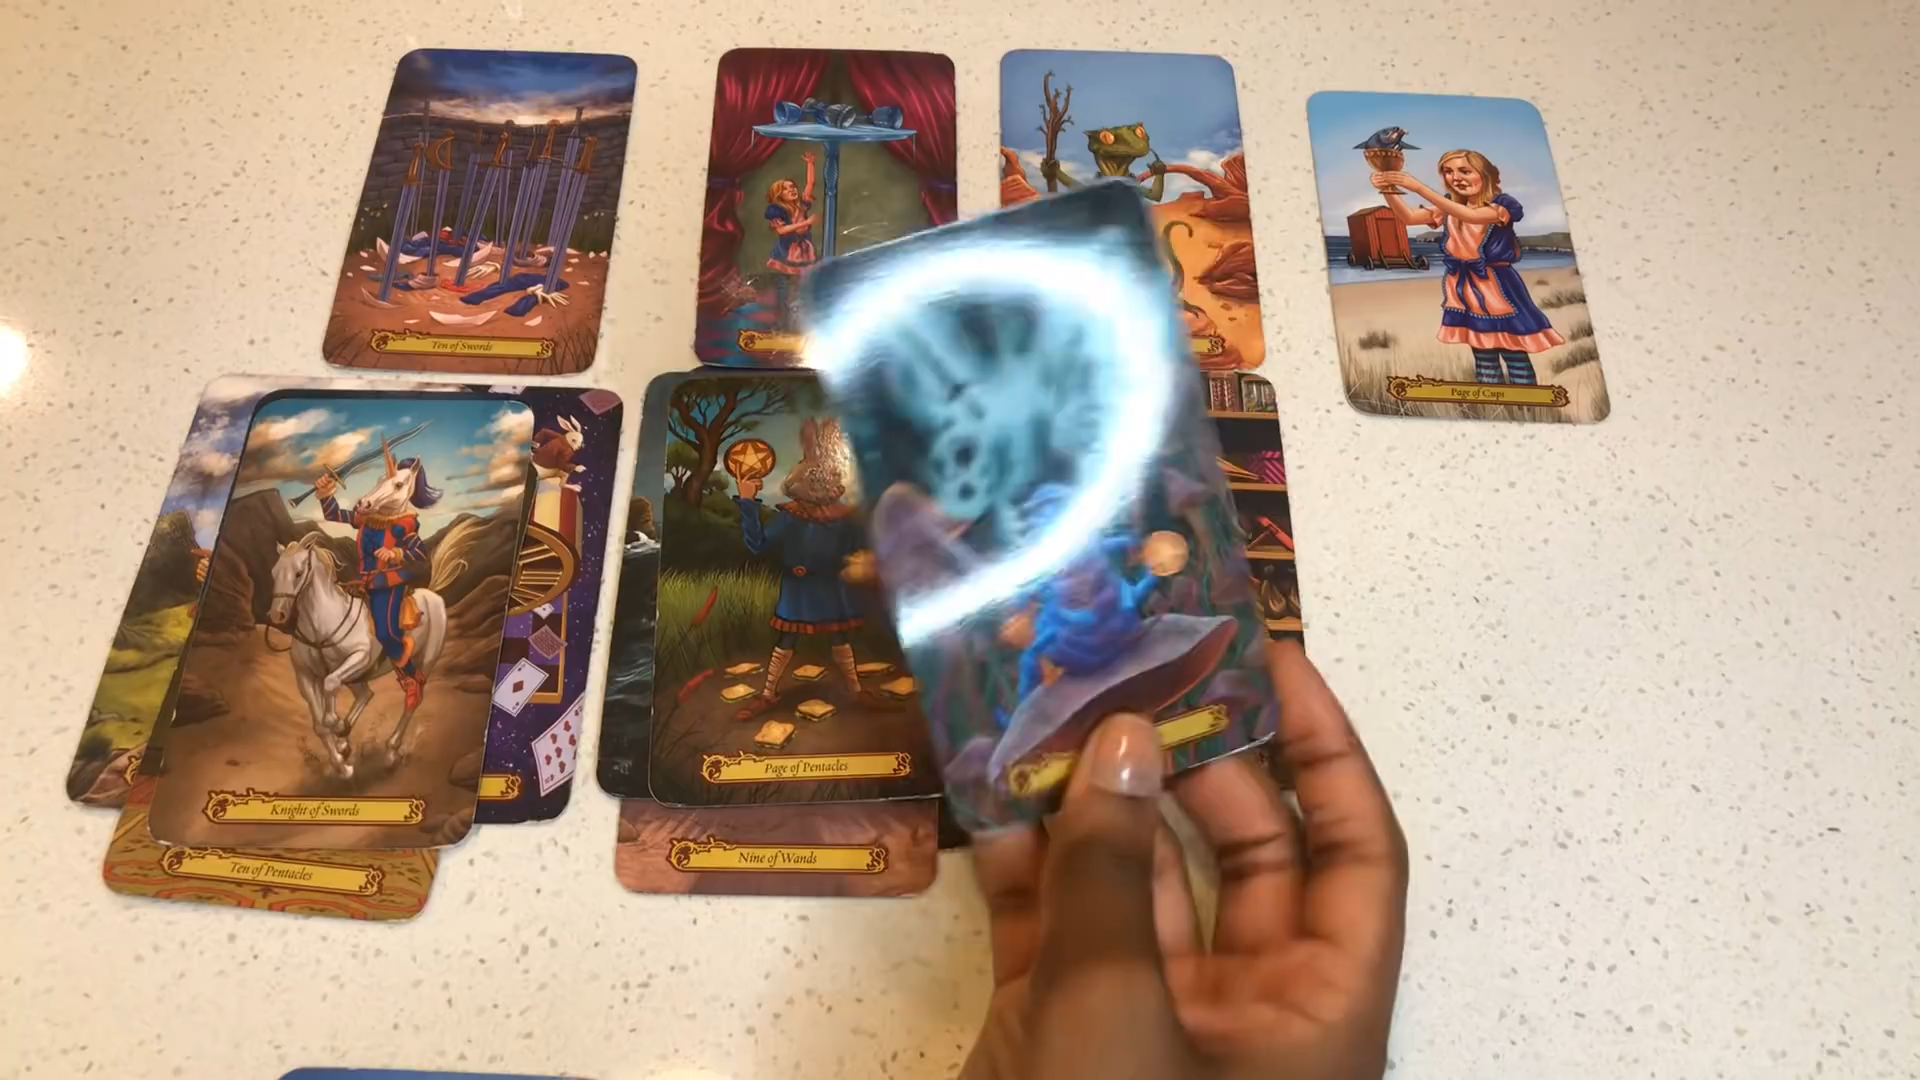 Ten of Swords
Page of Cups
Knight of Swords
Page of Pentacles
Ten of Pentacles
Nine of Wands